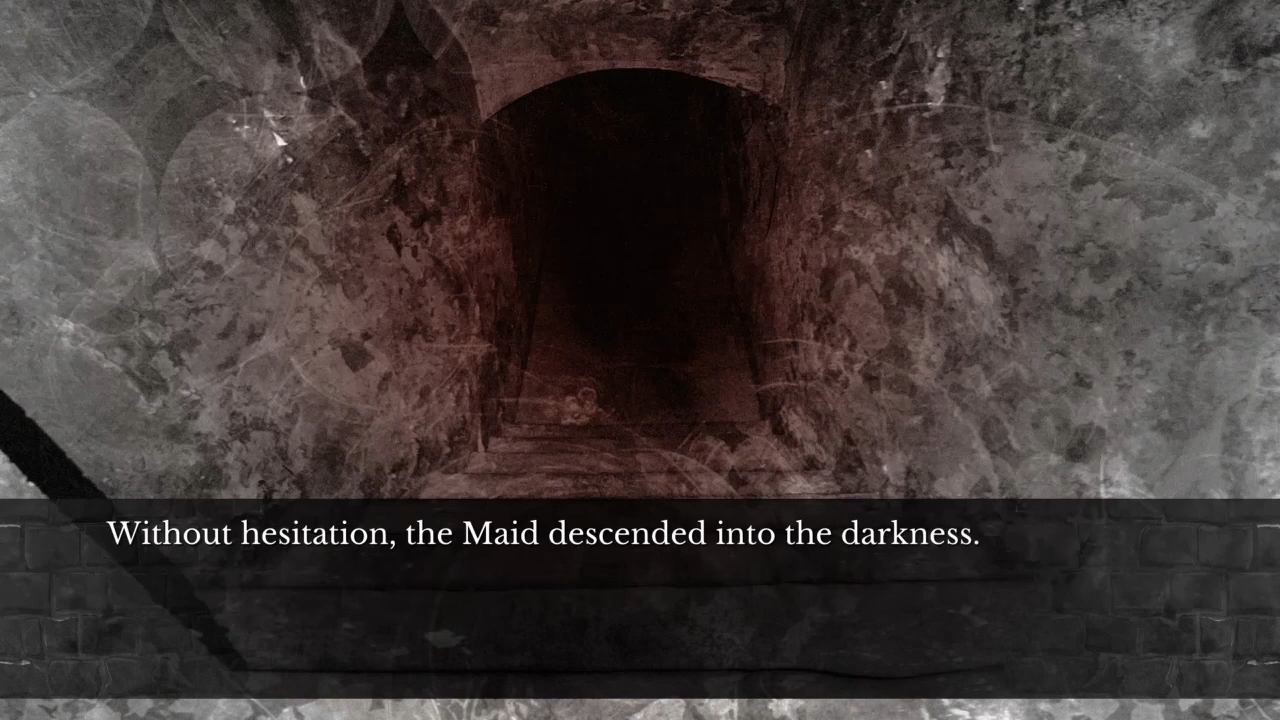 Without hesitation, the Maid descended into the darkness.